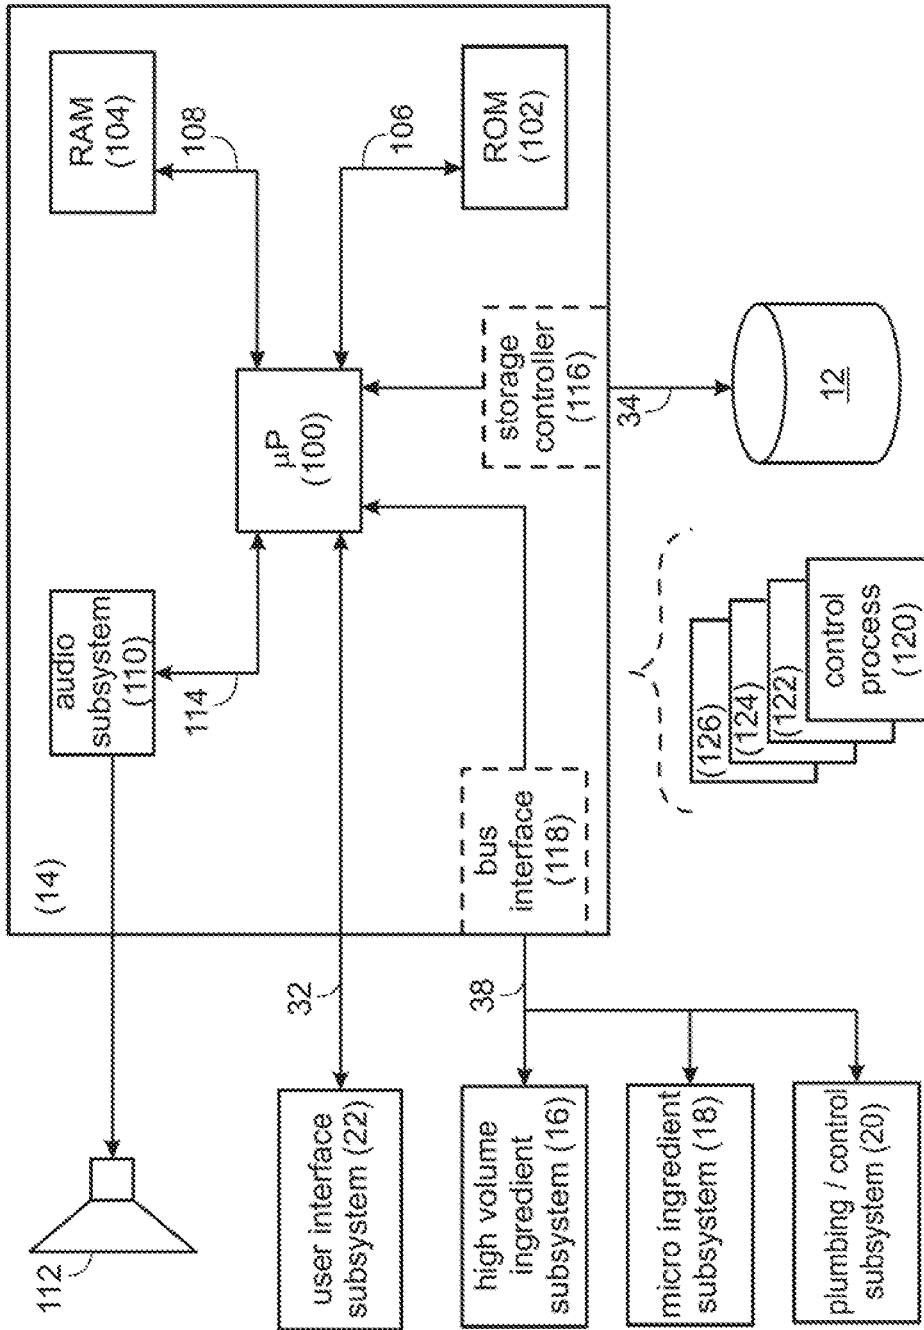 112
(14)
audio
subsystem
(110)
114
108
RAM
(104)
μP
(100)
106
ROM
(102)
32
user interface
subsystem (22)
38
bus
interface
(118)
storage
controller
(116)
34
12
high volume
ingredient
subsystem (16)
micro ingredient
subsystem (18)
plumbing / control
subsystem (20)
(126)
(124)
(122)
control
process
(120)